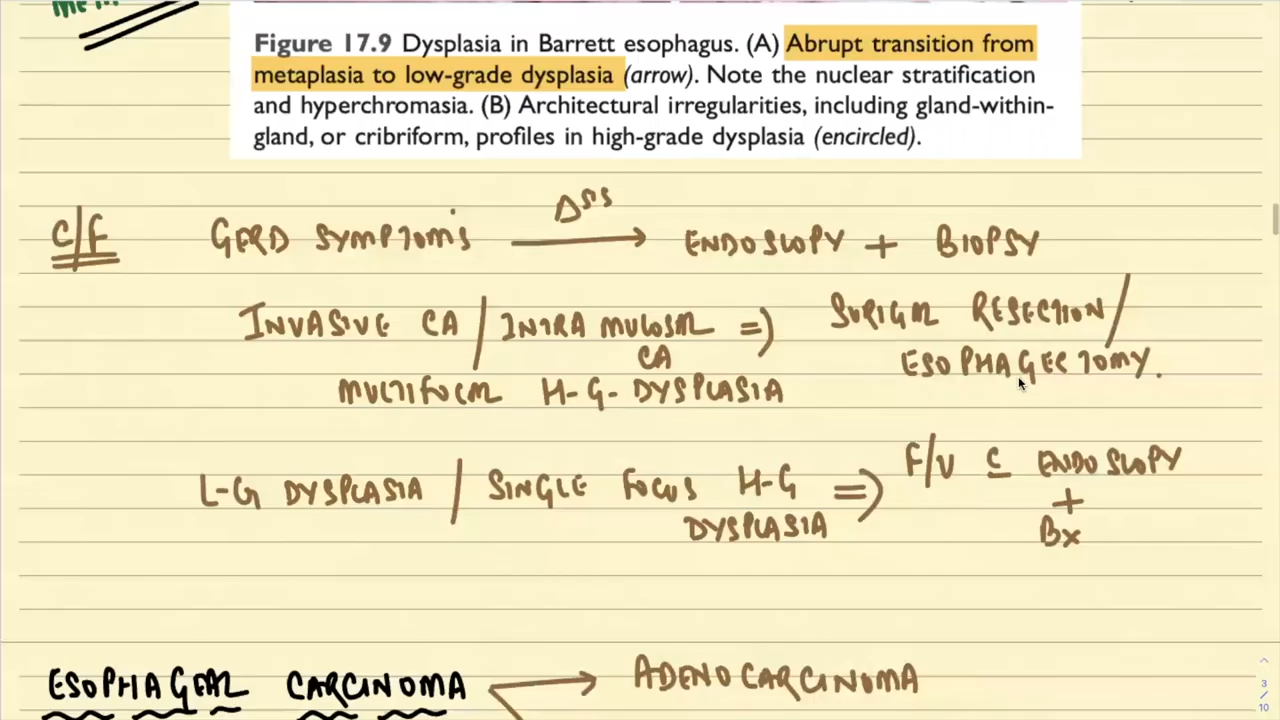 Figure 17.9 Dysplasia in Barrett esophagus. (A) Abrupt transition from
metaplasia to low-grade dysplasia (arrow). Note the nuclear stratification
and hyperchromasia. (B) Architectural irregularities, including gland-within-
gland, or cribriform, profiles in high-grade dysplasia (encircled).
C/F GERD SYMPTOMS Δsis → ENDOSCOPY + BIOPSY
INVASIVE CA / INTRA MUCOSAL CA ⇒ SURGICAL RESECTION /
MULTIFOCAL H-G- DYSPLASIA ESOPHAGECTOMY.
L-G DYSPLASIA / SINGLE FOCUS H-G DYSPLASIA ⇒ F/U c̄ ENDOSCOPY
+
Bx
ESOPHAGEAL CARCINOMA → ADENOCARCINOMA
3
/
10